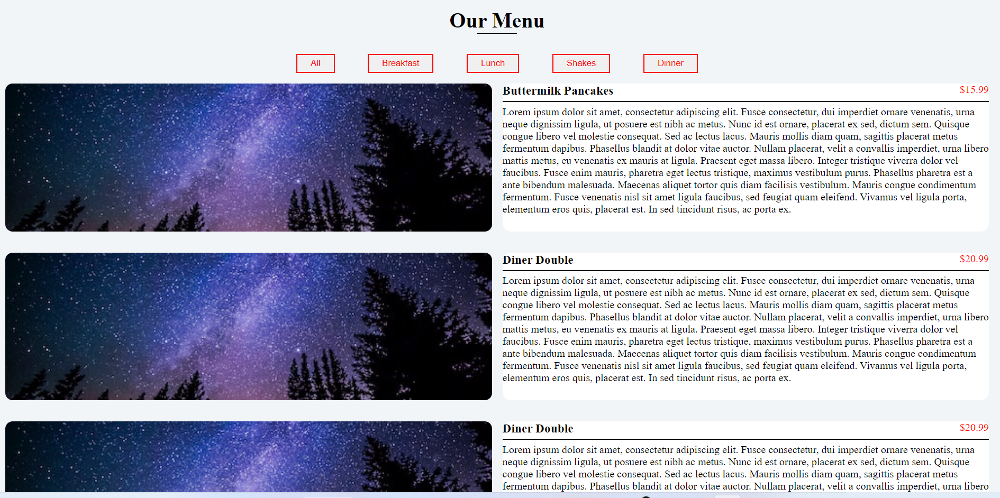 Our Menu
All
Breakfast
Lunch
Shakes
Dinner
Buttermilk Pancakes
$15.99
Lorem ipsum dolor sit amet, consectetur adipiscing elit. Fusce consectetur, dui imperdiet ornare venenatis, urna
neque dignissim ligula, ut posuere est nibh ac metus. Nunc id est ornare, placerat ex sed, dictum sem. Quisque
congue libero vel molestie consequat. Sed ac lectus lacus. Mauris mollis diam quam, sagittis placerat metus
fermentum dapibus. Phasellus blandit at dolor vitae auctor. Nullam placerat, velit a convallis imperdiet, urna libero
mattis metus, eu venenatis ex mauris at ligula. Praesent eget massa libero. Integer tristique viverra dolor vel
faucibus. Fusce enim mauris, pharetra eget lectus tristique, maximus vestibulum purus. Phasellus pharetra est a
ante bibendum malesuada. Maecenas aliquet tortor quis diam facilisis vestibulum. Mauris congue condimentum
fermentum. Fusce venenatis nisl sit amet ligula faucibus, sed feugiat quam eleifend. Vivamus vel ligula porta,
elementum eros quis, placerat est. In sed tincidunt risus, ac porta ex.
Diner Double
$20.99
Lorem ipsum dolor sit amet, consectetur adipiscing elit. Fusce consectetur, dui imperdiet ornare venenatis, urna
neque dignissim ligula, ut posuere est nibh ac metus. Nunc id est ornare, placerat ex sed, dictum sem. Quisque
congue libero vel molestie consequat. Sed ac lectus lacus. Mauris mollis diam quam, sagittis placerat metus
fermentum dapibus. Phasellus blandit at dolor vitae auctor. Nullam placerat, velit a convallis imperdiet, urna libero
mattis metus, eu venenatis ex mauris at ligula. Praesent eget massa libero. Integer tristique viverra dolor vel
faucibus. Fusce enim mauris, pharetra eget lectus tristique, maximus vestibulum purus. Phasellus pharetra est a
ante bibendum malesuada. Maecenas aliquet tortor quis diam facilisis vestibulum. Mauris congue condimentum
fermentum. Fusce venenatis nisl sit amet ligula faucibus, sed feugiat quam eleifend. Vivamus vel ligula porta,
elementum eros quis, placerat est. In sed tincidunt risus, ac porta ex.
Diner Double
$20.99
Lorem ipsum dolor sit amet, consectetur adipiscing elit. Fusce consectetur, dui imperdiet ornare venenatis, urna
neque dignissim ligula, ut posuere est nibh ac metus. Nunc id est ornare, placerat ex sed, dictum sem. Quisque
congue libero vel molestie consequat. Sed ac lectus lacus. Mauris mollis diam quam, sagittis placerat metus
fermentum dapibus. Phasellus blandit at dolor vitae auctor. Nullam placerat, velit a convallis imperdiet, urna libero